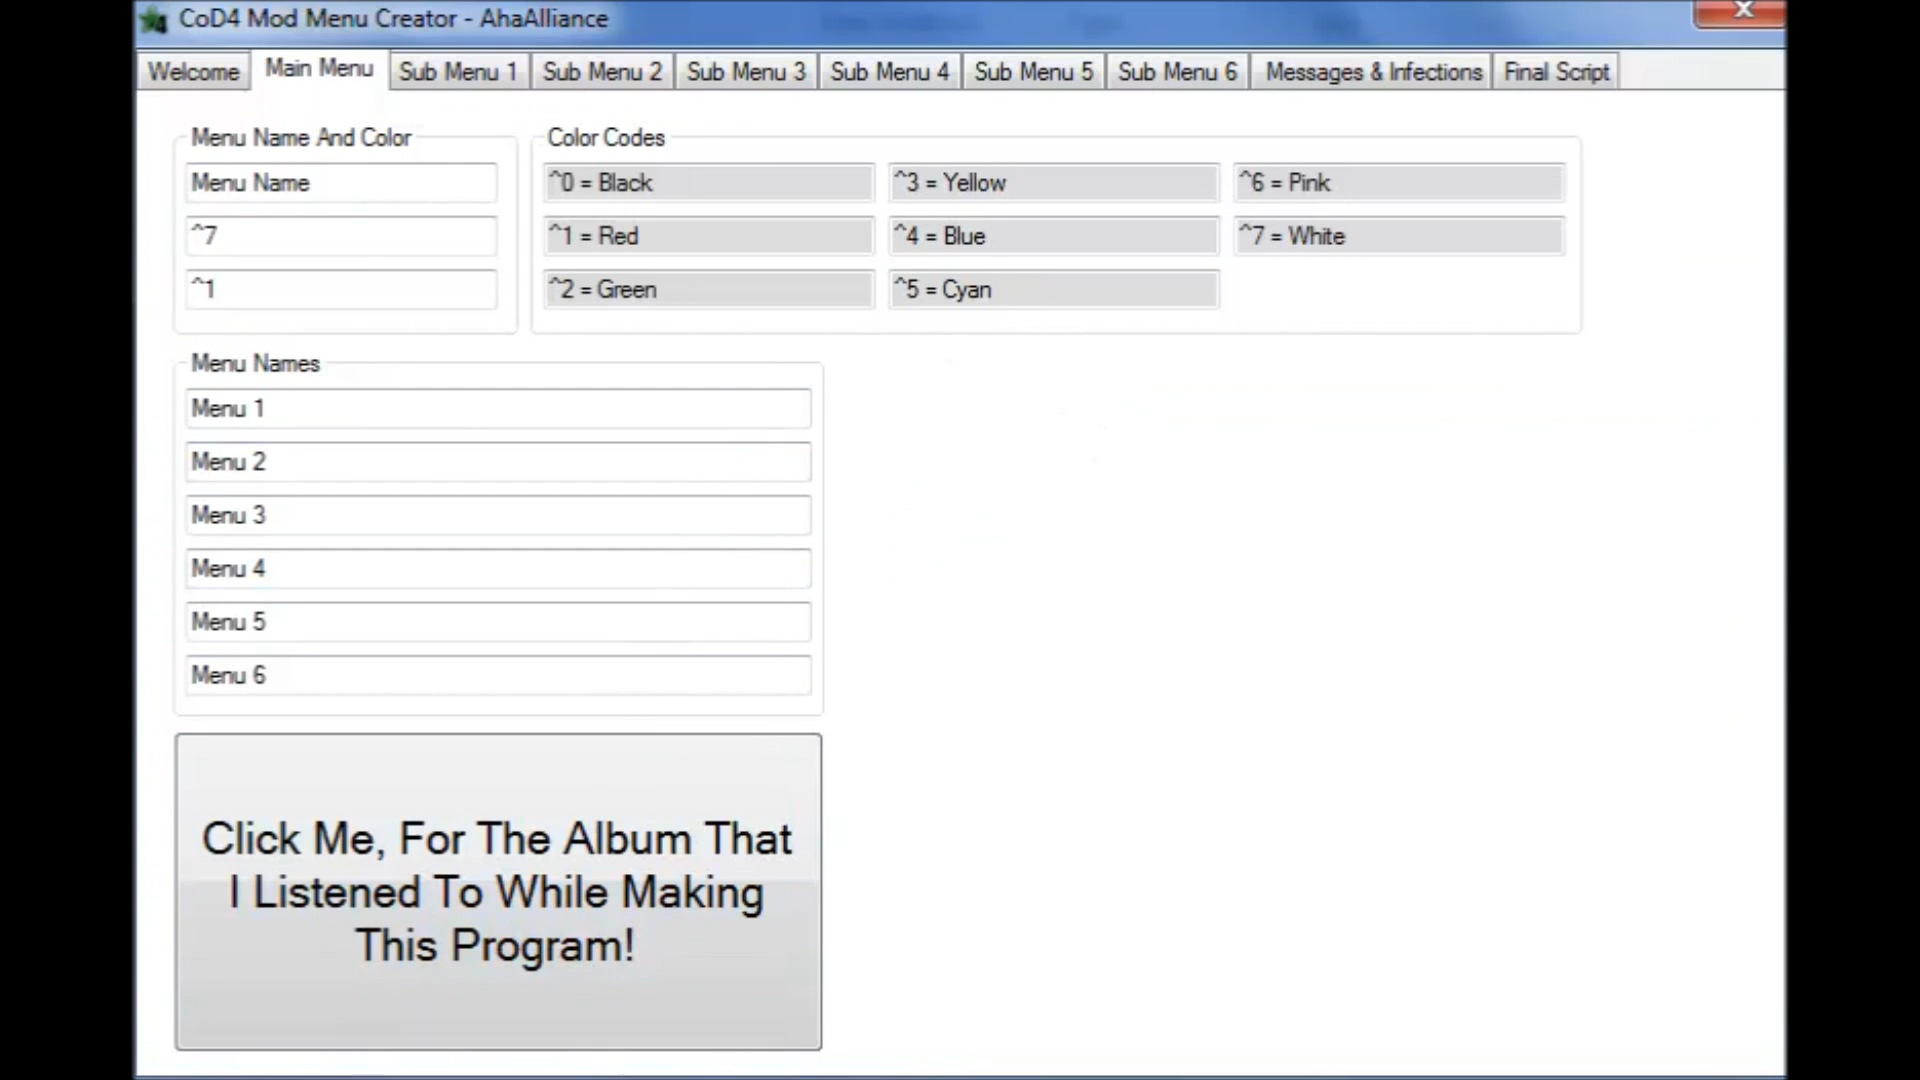 CoD4 Mod Menu Creator - AhaAlliance
X
Welcome Main Menu Sub Menu 1 Sub Menu 2 Sub Menu 3 Sub Menu 4 Sub Menu 5 Sub Menu 6 Messages & Infections Final Script
Menu Name And Color
Menu Name
^7
^1
Color Codes
^0 = Black ^3 = Yellow ^6 = Pink
^1 = Red ^4 = Blue ^7 = White
^2 = Green ^5 = Cyan
Menu Names
Menu 1
Menu 2
Menu 3
Menu 4
Menu 5
Menu 6
Click Me, For The Album That
I Listened To While Making
This Program!